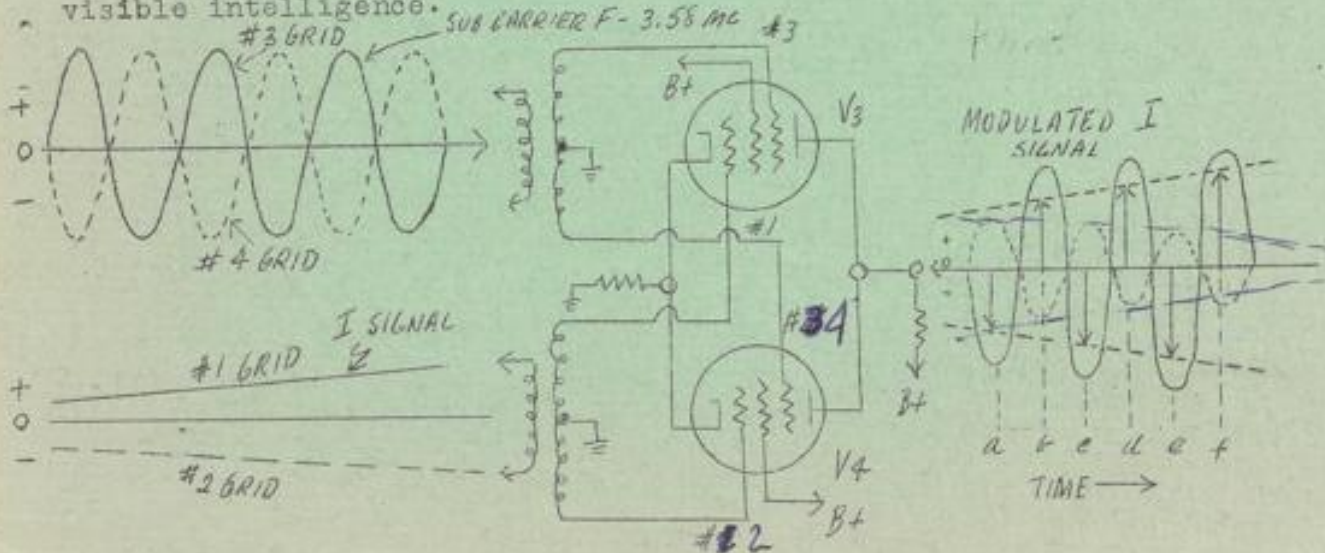 visible intelligence.
#3 GRID
SUB CARRIER F - 3.58 MC
#3
B+
V3
MODULATED I
SIGNAL
+
0
-
#1
#4 GRID
I SIGNAL
#34
#1 GRID
+
0
-
B+
a b c d e f
#2 GRID
V4
TIME
B+
#12